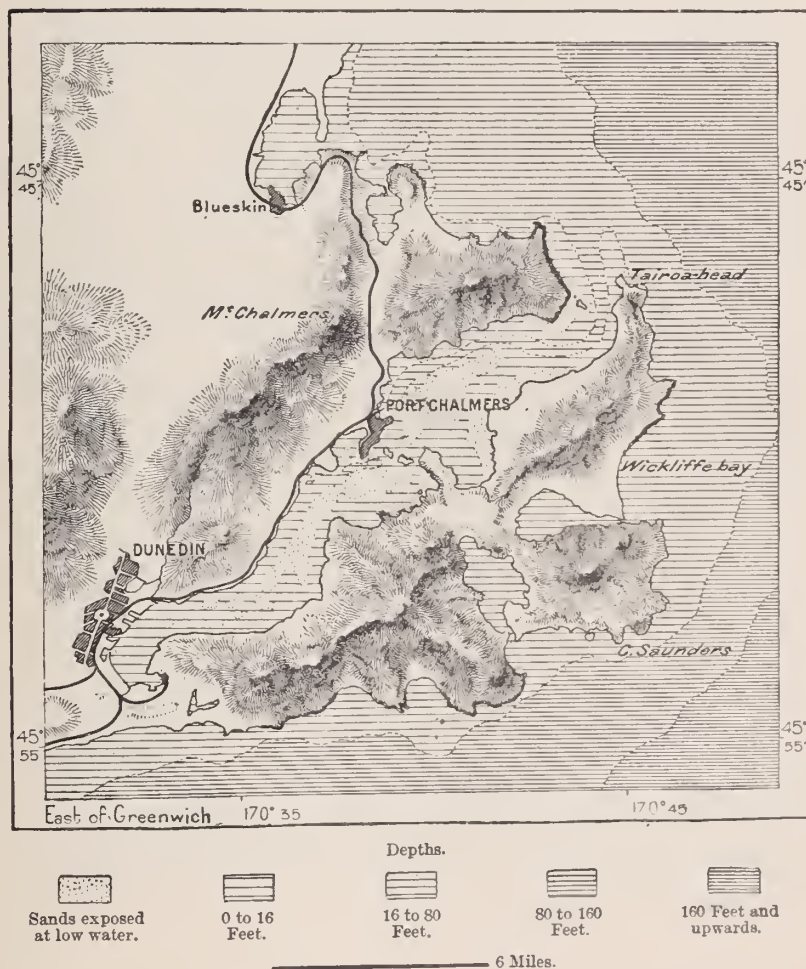 45°
45'
45°
45'
Blueskin
Tairoa-head
Mt Chalmers
PORT CHALMERS
Wickliffe bay
DUNEDIN
C. Saunders
45°
55'
45°
55'
East of Greenwich
170° 35
170° 45
Depths.
Sands exposed
at low water.
0 to 16
Feet.
16 to 80
Feet.
80 to 160
Feet.
160 Feet and
upwards.
6 Miles.